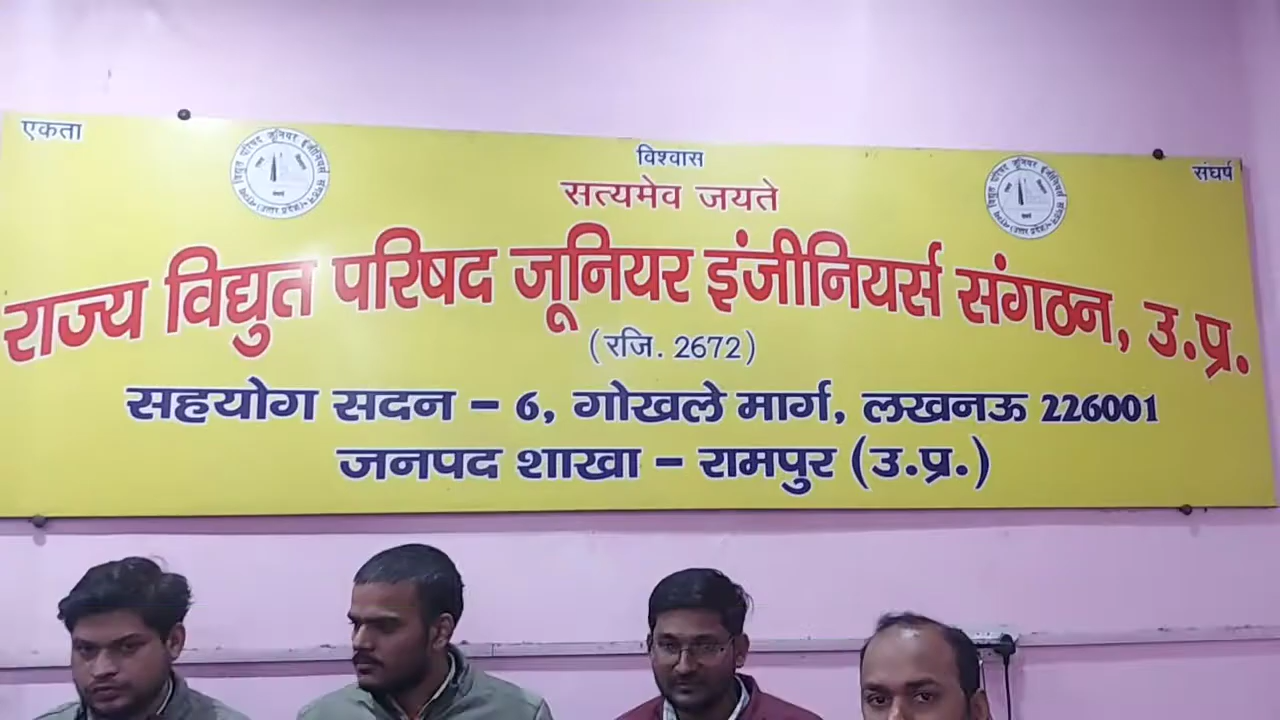 एकता
विश्वास
संघर्ष
सत्यमेव जयते
राज्य विद्युत परिषद जूनियर इंजीनियर्स संगठन, उ.प्र.
(रजि. 2672)
सहयोग सदन - 6, गोखले मार्ग, लखनऊ 226001
जनपद शाखा - रामपुर (उ.प्र.)